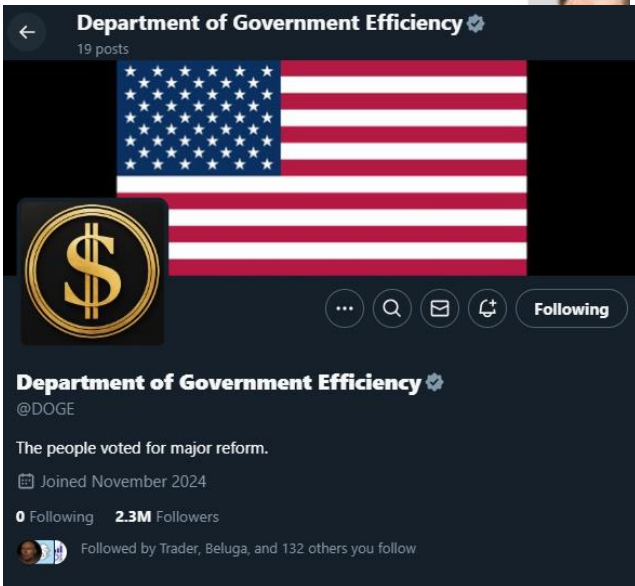 Department of Government Efficiency
19 posts
$
Following
Department of Government Efficiency
@DOGE
The people voted for major reform.
Joined November 2024
0 Following 2.3M Followers
Followed by Trader, Beluga, and 132 others you follow